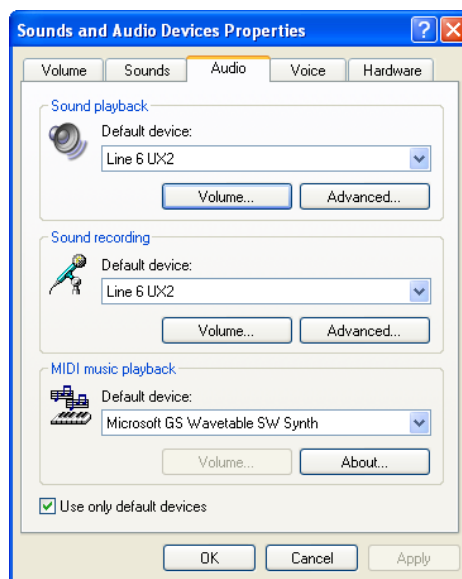 Sounds and Audio Devices Properties
Volume Sounds Audio Voice Hardware
Sound playback
Default device:
Line 6 UX2
Volume... Advanced...
Sound recording
Default device:
Line 6 UX2
Volume... Advanced...
MIDI music playback
Default device:
Microsoft GS Wavetable SW Synth
Volume... About...
Use only default devices
OK Cancel Apply